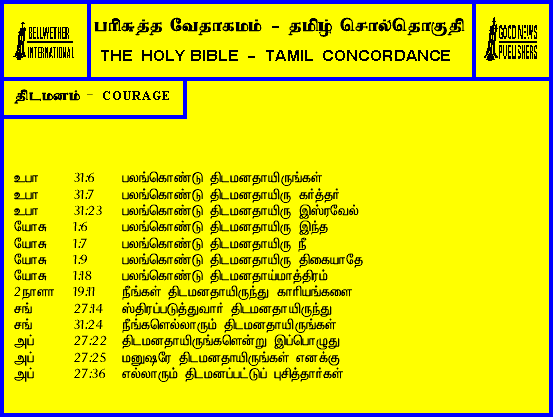 BELLWETHER INTERNATIONAL
பரிசுத்த வேதாகமம் - தமிழ் சொல்தொகுதி
THE HOLY BIBLE - TAMIL CONCORDANCE
GOOD NEWS PUBLISHERS
திடமனம் - COURAGE
உபா 31:6 பலங்கொண்டு திடமனதாயிருங்கள்
உபா 31:7 பலங்கொண்டு திடமனதாயிரு கர்த்தர்
உபா 31:23 பலங்கொண்டு திடமனதாயிரு இஸ்ரவேல்
யோசு 1:6 பலங்கொண்டு திடமனதாயிரு இந்த
யோசு 1:7 பலங்கொண்டு திடமனதாயிரு நீ
யோசு 1:9 பலங்கொண்டு திடமனதாயிரு திகையாதே
யோசு 1:18 பலங்கொண்டு திடமனதாய்மாத்திரம்
2நாளா 19:11 நீங்கள் திடமனதாயிருந்து காரியங்களை
சங் 27:14 ஸ்திரப்படுத்துவார் திடமனதாயிருந்து
சங் 31:24 நீங்களெல்லாரும் திடமனதாயிருங்கள்
அப் 27:22 திடமனதாயிருங்களென்று இப்பொழுது
அப் 27:25 மனுஷரே திடமனதாயிருங்கள் எனக்கு
அப் 27:36 எல்லாரும் திடமனப்பட்டுப் புசித்தார்கள்